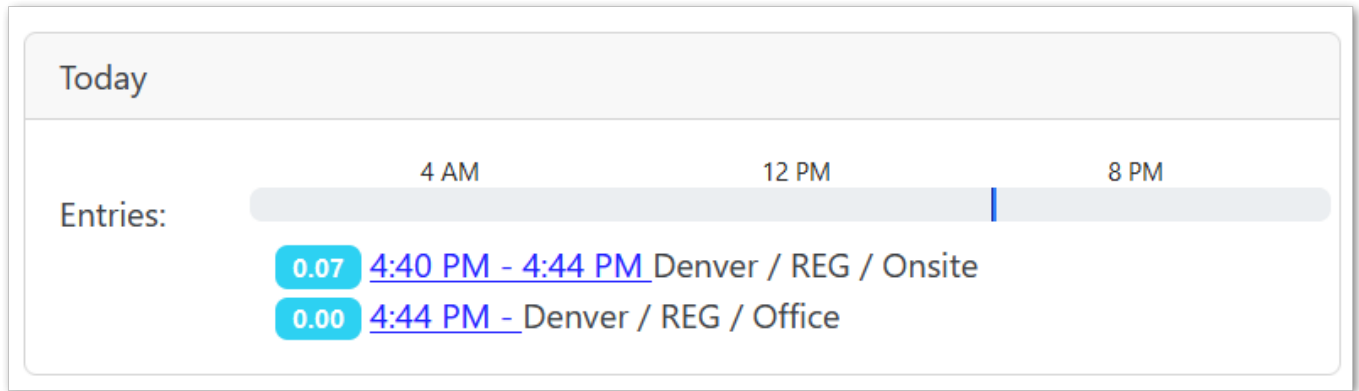 Today
4 AM 12 PM 8 PM
Entries:
0.07 4:40 PM - 4:44 PM Denver / REG / Onsite
0.00 4:44 PM - Denver / REG / Office